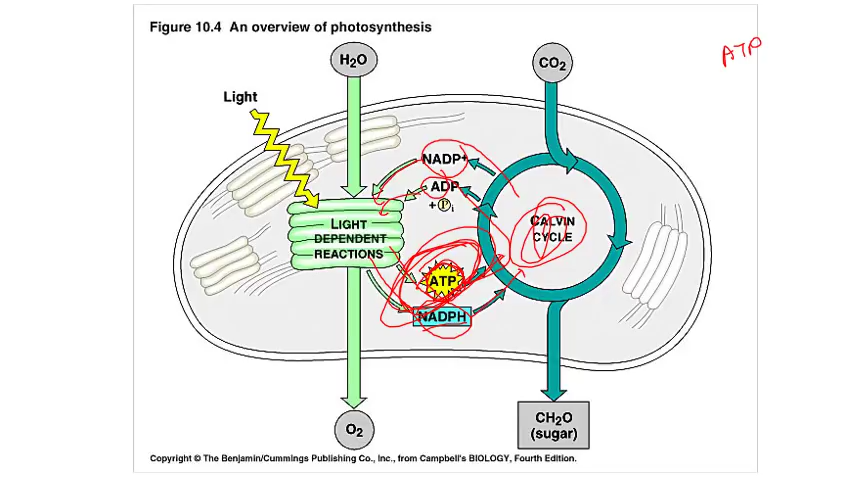 Figure 10.4 An overview of photosynthesis
ATP
H₂O
CO₂
Light
NADP+
ADP
+ Pi
LIGHT
DEPENDENT
REACTIONS
CALVIN
CYCLE
ATP
NADPH
O₂
CH₂O
(sugar)
Copyright © The Benjamin/Cummings Publishing Co., Inc., from Campbell's BIOLOGY, Fourth Edition.